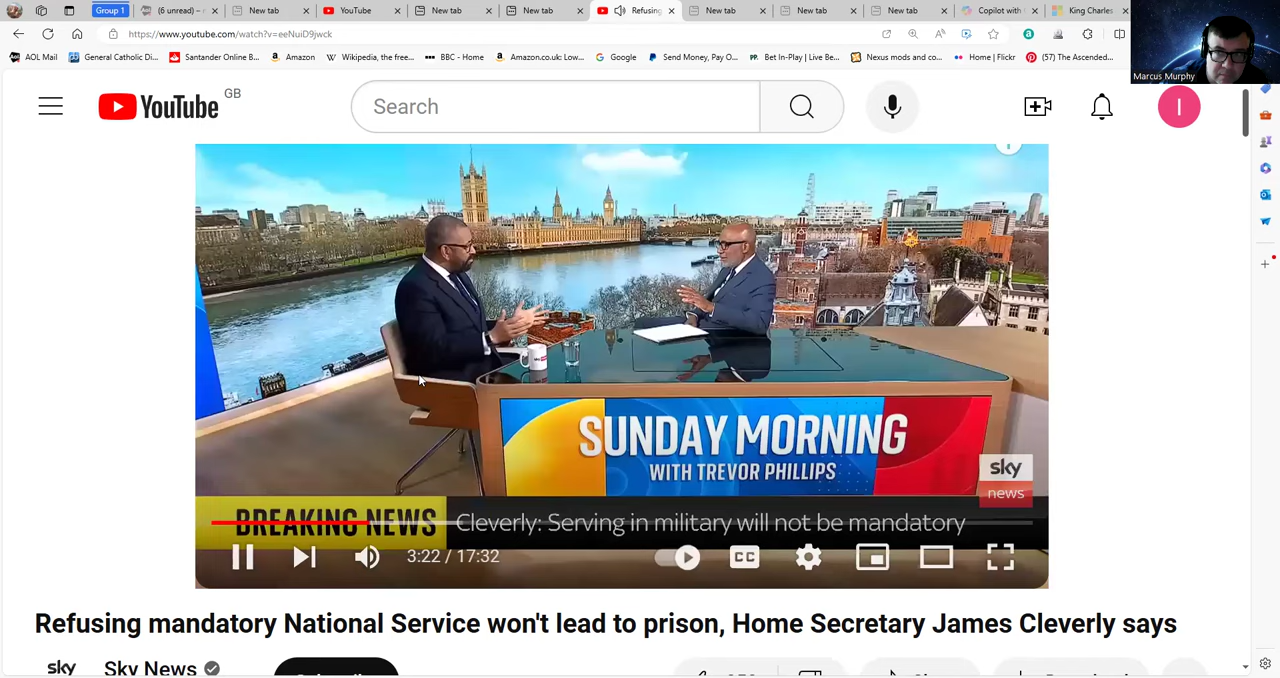 Group 1
(6 unread) –
New tab
YouTube
New tab
New tab
Refusing
New tab
New tab
New tab
Copilot with
King Charles
https://www.youtube.com/watch?v=eeNuiD9jwck
AOL Mail
General Catholic Di...
Santander Online B...
Amazon
Wikipedia, the free...
BBC - Home
Amazon.co.uk: Low...
Google
Send Money, Pay O...
Bet In-Play | Live Be...
Nexus mods and co...
Home | Flickr
(57) The Ascended...
Marcus Murphy
YouTube GB
Search
I
SUNDAY MORNING
WITH TREVOR PHILLIPS
sky
news
BREAKING NEWS
Cleverly: Serving in military will not be mandatory
3:22 / 17:32
CC
Refusing mandatory National Service won't lead to prison, Home Secretary James Cleverly says
sky
Sky News